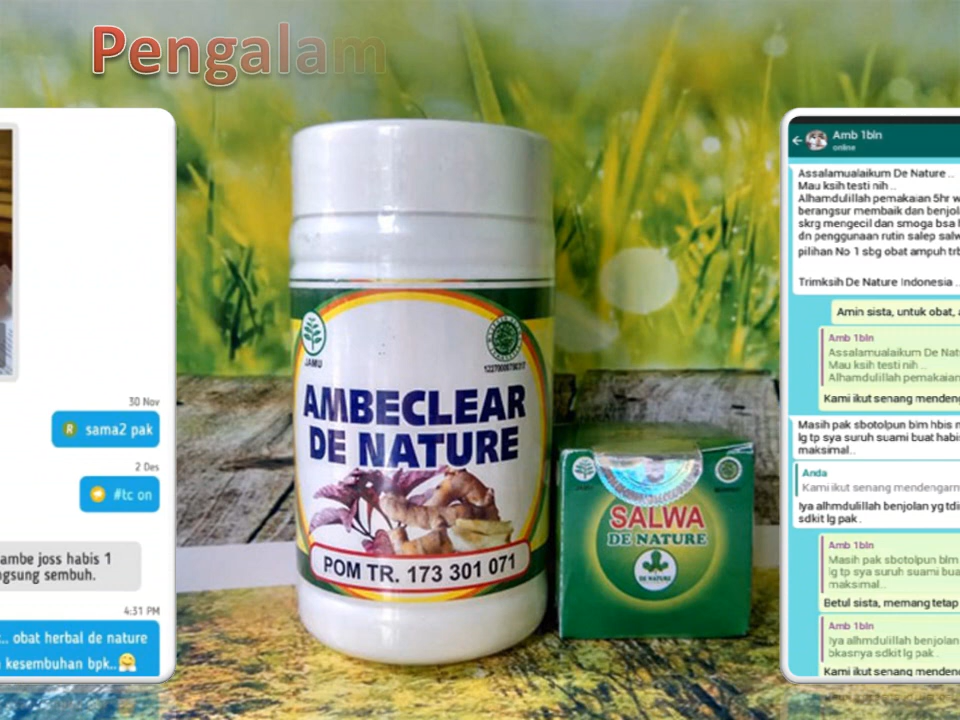 Pengalam
30 Nov
R sama2 pak
2 Des
#tc on
ambe joss habis 1
ngsung sembuh.
4:31 PM
.. obat herbal de nature
kesembuhan bpk..
JAMU
AMBECLEAR
DE NATURE
POM TR. 173 301 071
SALWA
DE NATURE
DE NATURE
Amb 1bln
online
Assalamualaikum De Nature ..
Mau ksih testi nih ..
Alhamdulillah pemakaian 5hr w
berangsur membaik dan benjol
skrg mengecil dan smoga bsa
dn penggunaan rutin salep salw
pilihan No 1 sbg obat ampuh trb
Trimksih De Nature Indonesia ..
Amin sista, untuk obat,
Amb 1bln
Assalamualaikum De Nat
Mau ksih testi nih ..
Alhamdulillah pemakaian
Kami ikut senang mendeng
Masih pak sbotolpun blm hbis
lg tp sya suruh suami buat habi
maksimal..
Anda
Kami ikut senang mendengarn
Iya alhmdulillah benjolan yg tdi
sdkit lg pak .
Amb 1bln
Masih pak sbotolpun blm
lg tp sya suruh suami bua
maksimal..
Betul sista, memang tetap
Amb 1bln
Iya alhmdulillah benjolan
bkasnya sdkit lg pak .
Kami ikut senang mendeng